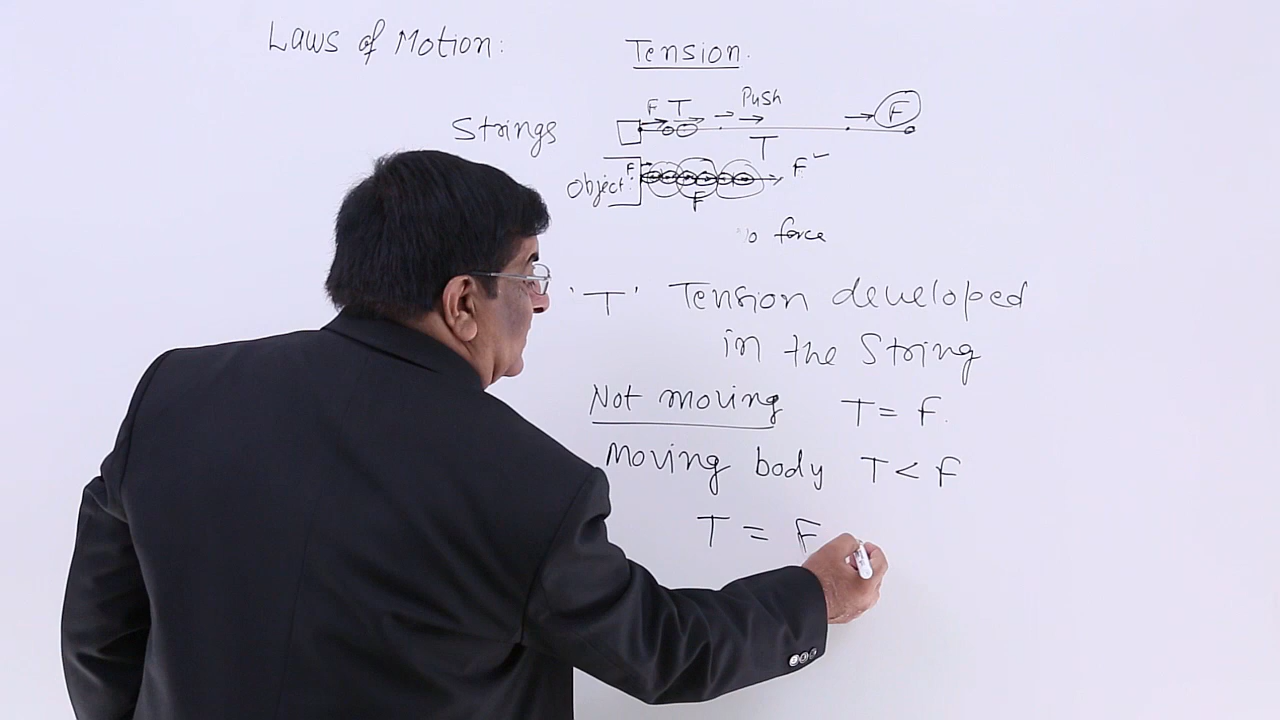 Laws of Motion:
Tension.
F T Push F
Strings
T
Object F F
F
force
'T' Tension developed
in the String
Not moving T = F.
Moving body T < F
T = F